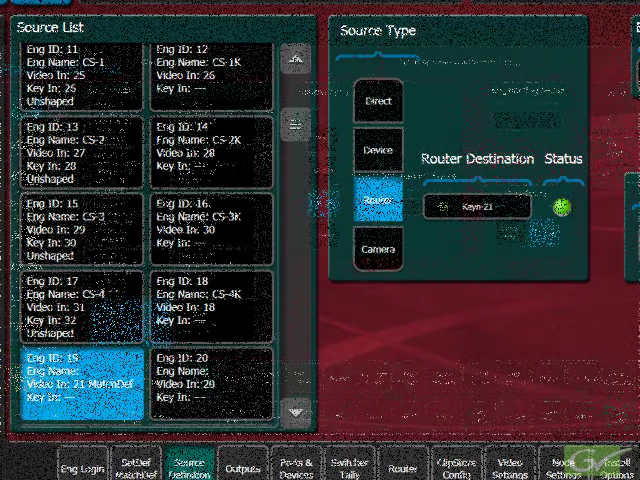 Source List
Eng ID: 11
Eng Name: CS-1
Video In: 25
Key In: 26
Unshaped
Eng ID: 12
Eng Name: CS-1K
Video In: 26
Key In: ---
Eng ID: 13
Eng Name: CS-2
Video In: 27
Key In: 28
Unshaped
Eng ID: 14
Eng Name: CS-2K
Video In: 28
Key In: ---
Eng ID: 15
Eng Name: CS-3
Video In: 29
Key In: 30
Unshaped
Eng ID: 16
Eng Name: CS-3K
Video In: 30
Key In: ---
Eng ID: 17
Eng Name: CS-4
Video In: 31
Key In: 32
Unshaped
Eng ID: 18
Eng Name: CS-4K
Video In: 18
Key In: ---
Eng ID: 19
Eng Name:
Video In: 21 MatchDef
Key In: ---
Eng ID: 20
Eng Name:
Video In: 20
Key In: ---
Source Type
Direct
Device
Router
Camera
Router Destination
Status
Kayn-21
Eng Login
SetDef
MatchDef
Source
Definition
Outputs
Ports &
Devices
Switcher
Tally
Router
ClipStore
Config
Video
Settings
Node
Settings
Install
Options
GV